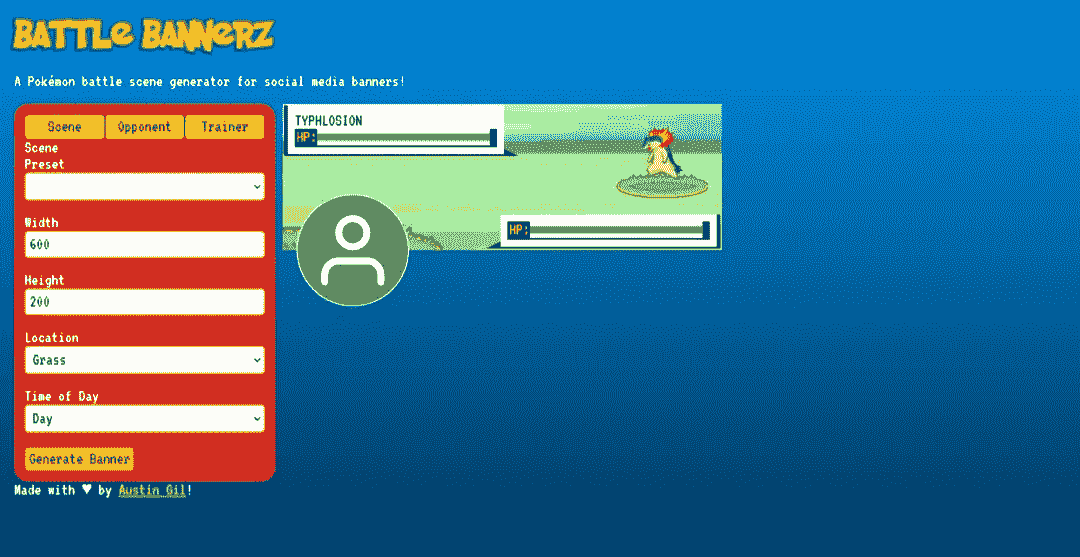 BATTLE BANNERZ
A Pokémon battle scene generator for social media banners!
Scene Opponent Trainer
Scene
Preset
Width
600
Height
200
Location
Grass
Time of Day
Day
Generate Banner
Made with ♥ by Austin Gil!
TYPHLOSION
HP:
HP: